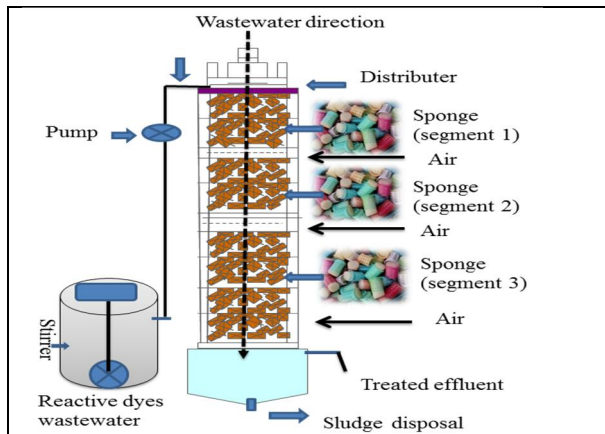 Wastewater direction
Distributer
Pump
Sponge
(segment 1)
Air
Sponge
(segment 2)
Air
Sponge
(segment 3)
Air
Stirrer
Treated effluent
Reactive dyes
wastewater
Sludge disposal